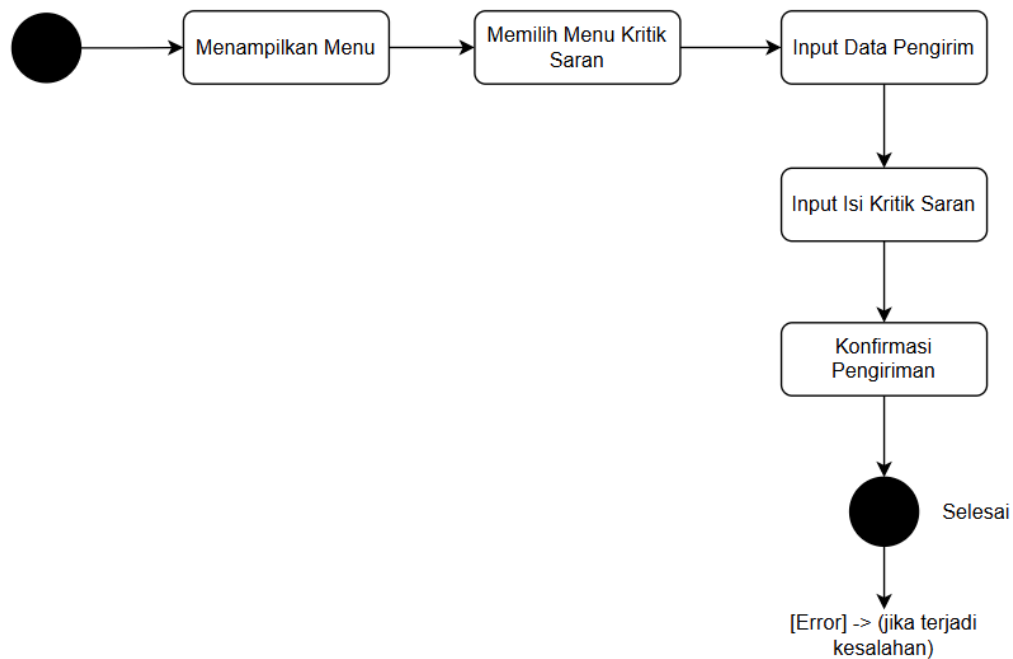 Menampilkan Menu
Memilih Menu Kritik
Saran
Input Data Pengirim
Input Isi Kritik Saran
Konfirmasi
Pengiriman
Selesai
[Error] -> (jika terjadi
kesalahan)